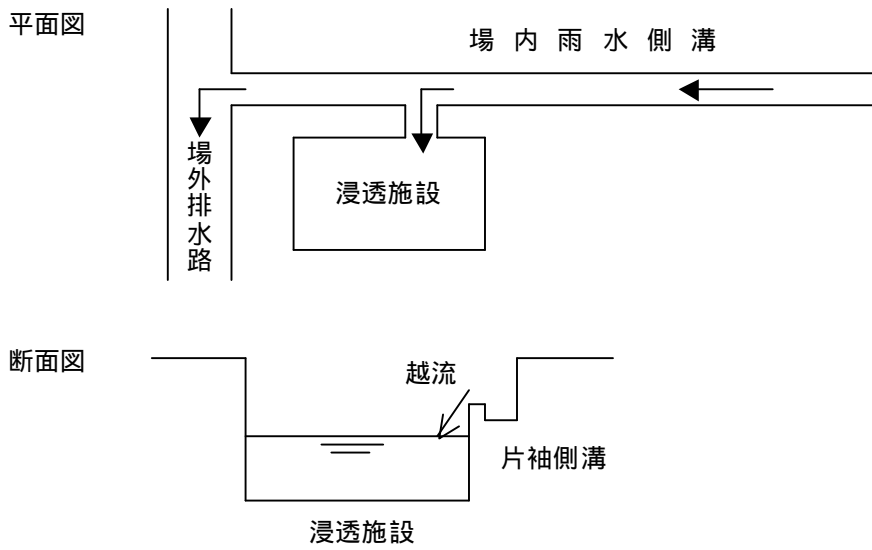 平面図
場内雨水側溝
浸透施設
場外排水路
断面図
越流
片袖側溝
浸透施設